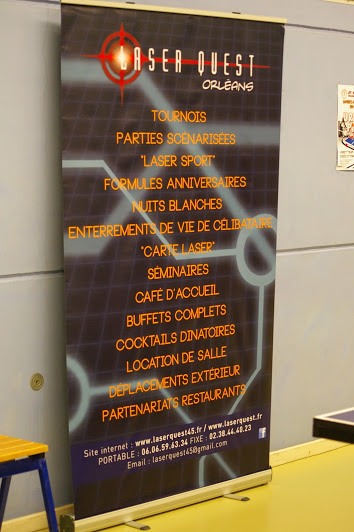 LASER QUEST
ORLÉANS
TOURNOIS
PARTIES SCÉNARISÉES
"LASER SPORT"
FORMULES ANNIVERSAIRES
NUITS BLANCHES
ENTERREMENTS DE VIE DE CÉLIBATAIRE
"CARTE LASER"
SÉMINAIRES
CAFÉ D'ACCUEIL
BUFFETS COMPLETS
COCKTAILS DINATOIRES
LOCATION DE SALLE
DÉPLACEMENTS EXTÉRIEUR
PARTENARIATS RESTAURANTS
Site internet : www.laserquest45.fr / www.laserquest.fr
PORTABLE : 06.06.59.63.34 FIXE : 02.38.44.40.23
Email : laserquest45@gmail.com
f